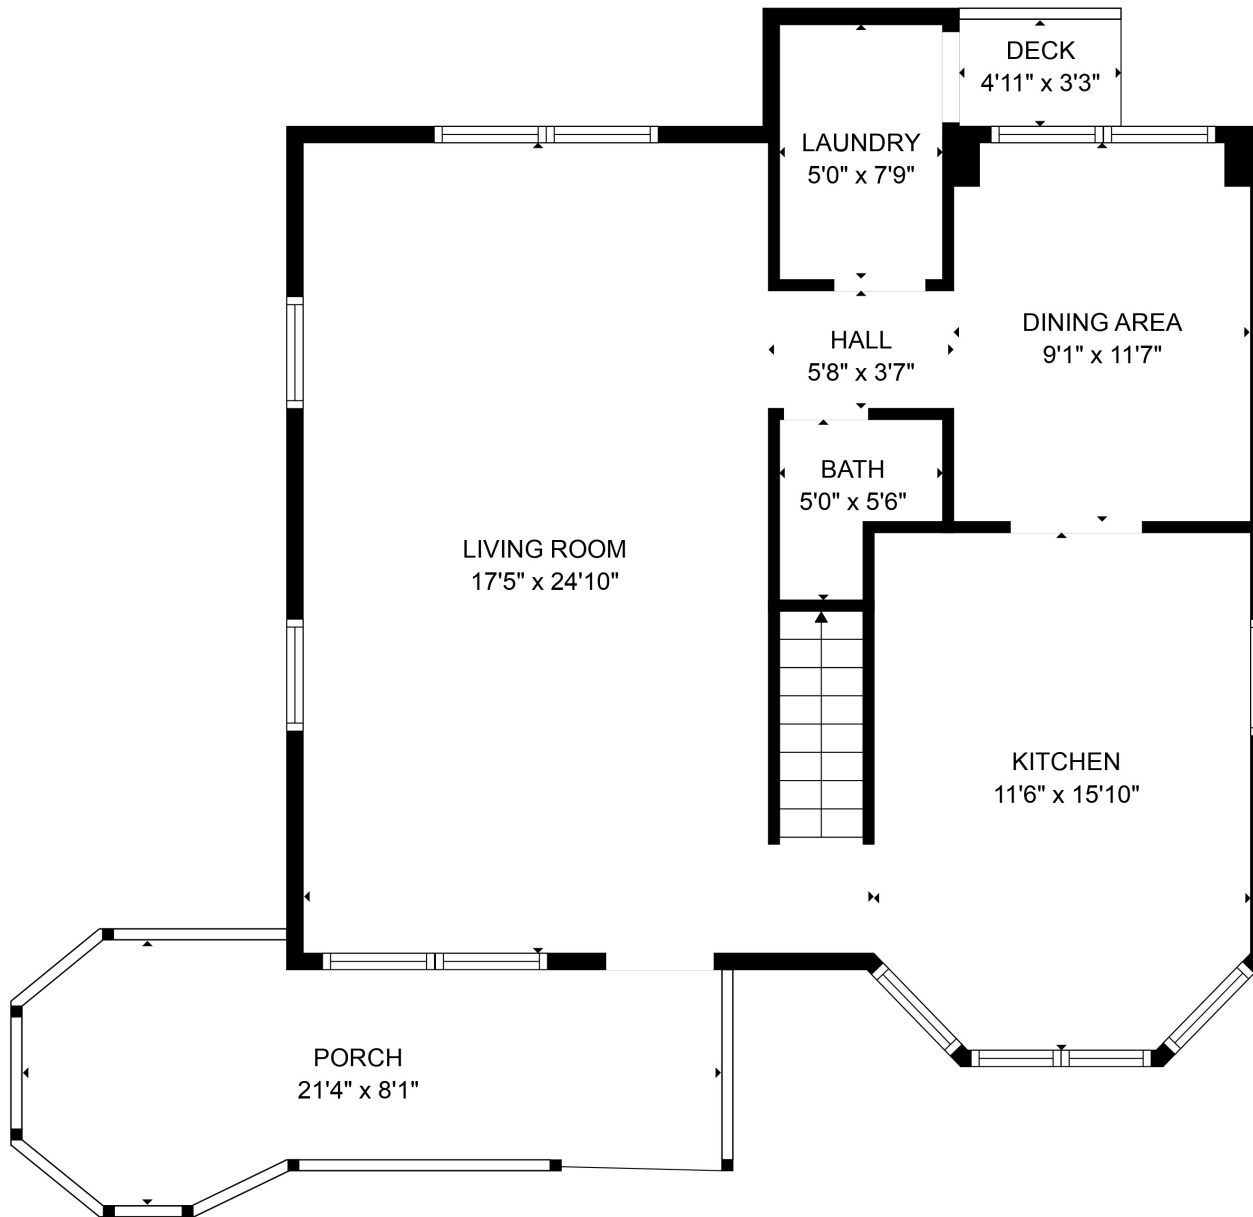 DECK
4'11" x 3'3"
LAUNDRY
5'0" x 7'9"
DINING AREA
9'1" x 11'7"
HALL
5'8" x 3'7"
BATH
5'0" x 5'6"
LIVING ROOM
17'5" x 24'10"
KITCHEN
11'6" x 15'10"
PORCH
21'4" x 8'1"